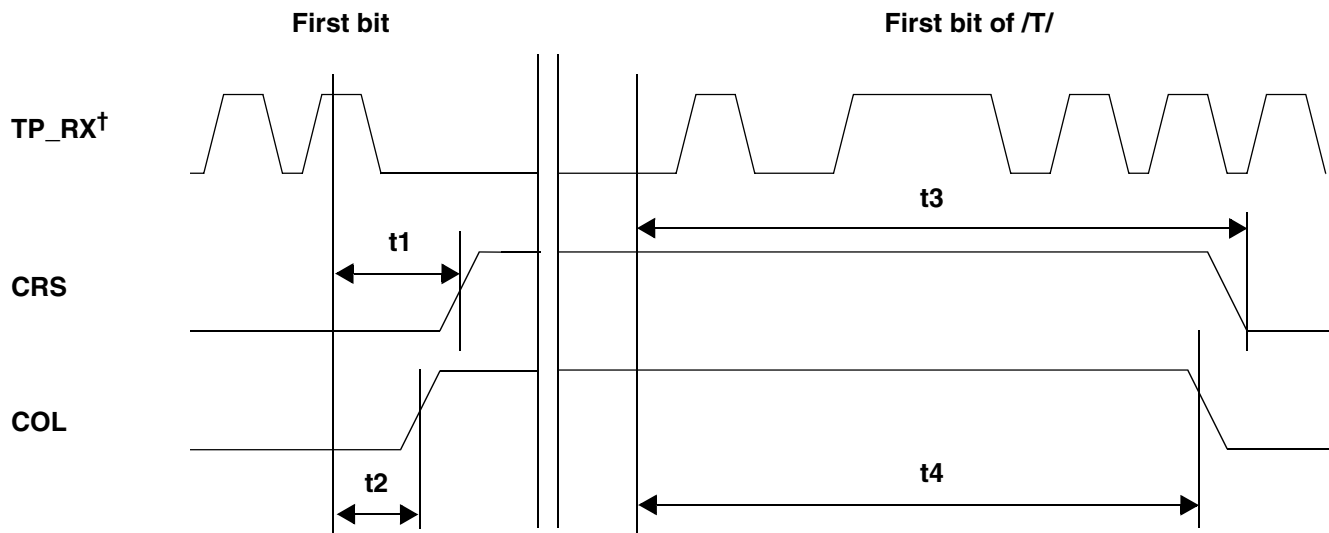 First bit
First bit of /T/
TP_RX†
t3
t1
CRS
COL
t2
t4